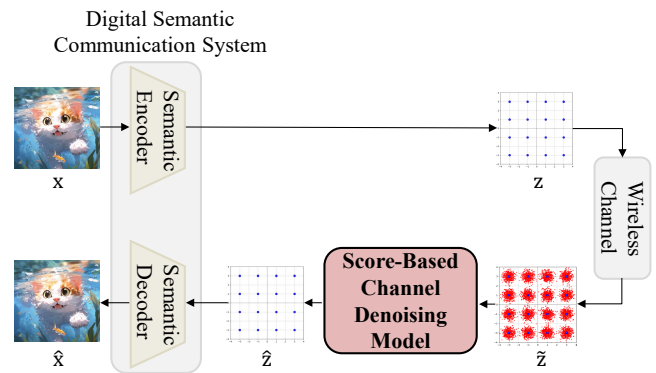 Digital Semantic
Communication System
Semantic
Encoder
x
z
Wireless
Channel
Semantic
Decoder
Score-Based
Channel
Denoising
Model
x̂
ẑ
z̃